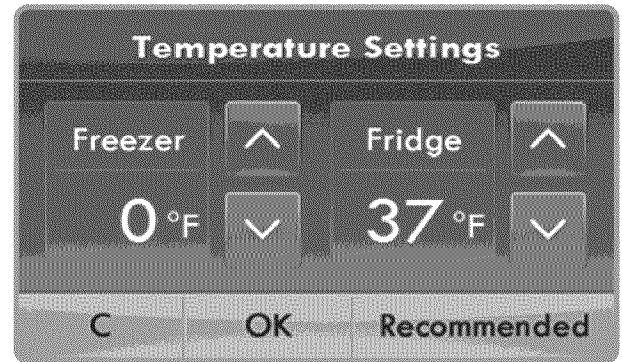 Temperature Settings
Freezer Fridge
0 °F 37 °F
C OK Recommended